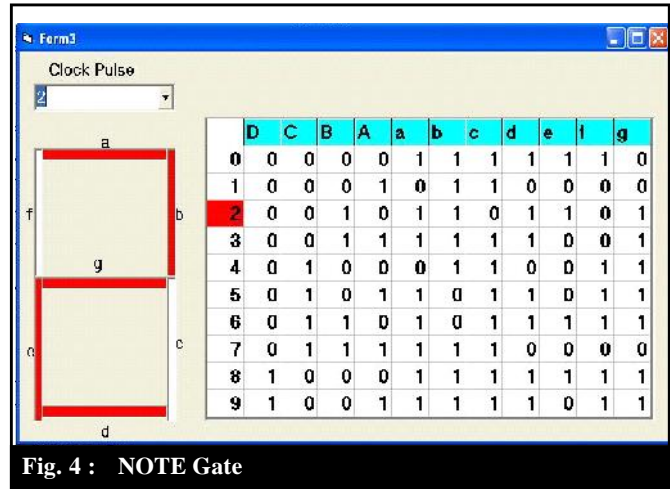 Form3
Clock Pulse
2
a
f
b
g
e
c
d
D C B A a b c d e f g
0 0 0 0 0 1 1 1 1 1 1 0
1 0 0 0 1 0 1 1 0 0 0 0
2 0 0 1 0 1 1 0 1 1 0 1
3 0 0 1 1 1 1 1 1 0 0 1
4 0 1 0 0 0 1 1 0 0 1 1
5 0 1 0 1 1 0 1 1 0 1 1
6 0 1 1 0 1 0 1 1 1 1 1
7 0 1 1 1 1 1 1 0 0 0 0
8 1 0 0 0 1 1 1 1 1 1 1
9 1 0 0 1 1 1 1 1 0 1 1
Fig. 4 : NOTE Gate